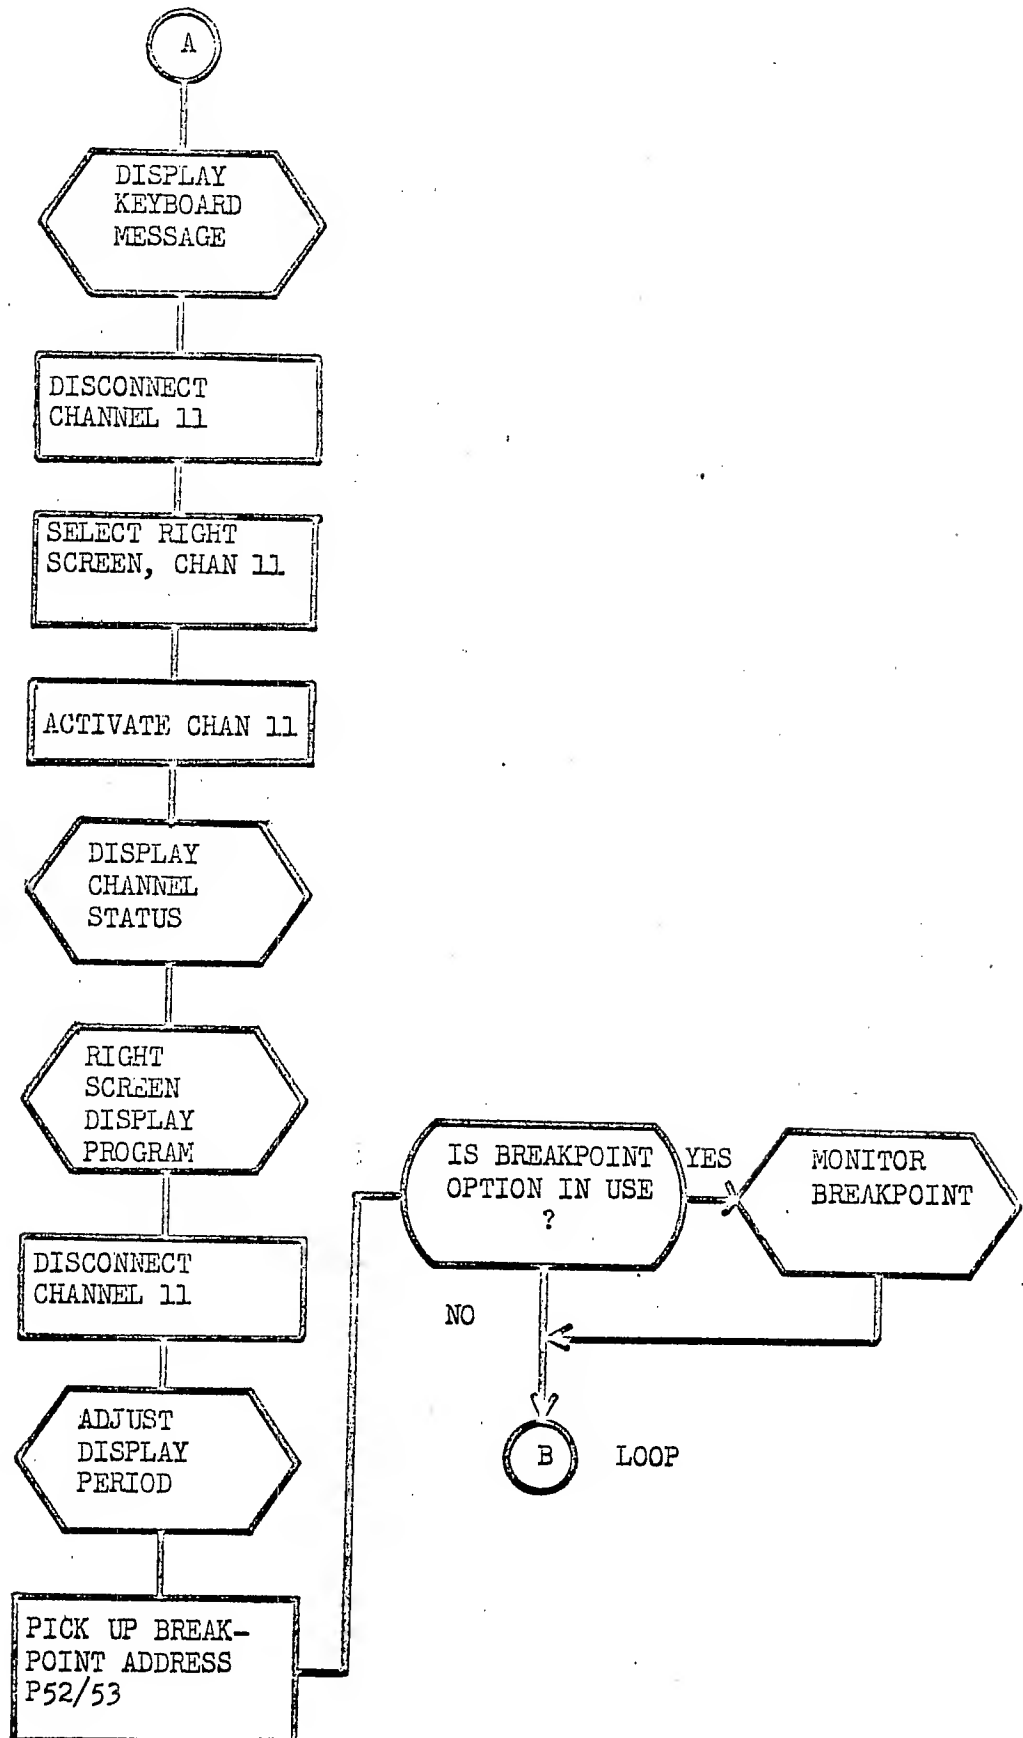 A
DISPLAY
KEYBOARD
MESSAGE
DISCONNECT
CHANNEL 11
SELECT RIGHT
SCREEN, CHAN 11
ACTIVATE CHAN 11
DISPLAY
CHANNEL
STATUS
RIGHT
SCREEN
DISPLAY
PROGRAM
DISCONNECT
CHANNEL 11
ADJUST
DISPLAY
PERIOD
PICK UP BREAK-
POINT ADDRESS
P52/53
IS BREAKPOINT
OPTION IN USE
?
YES
MONITOR
BREAKPOINT
NO
B
LOOP